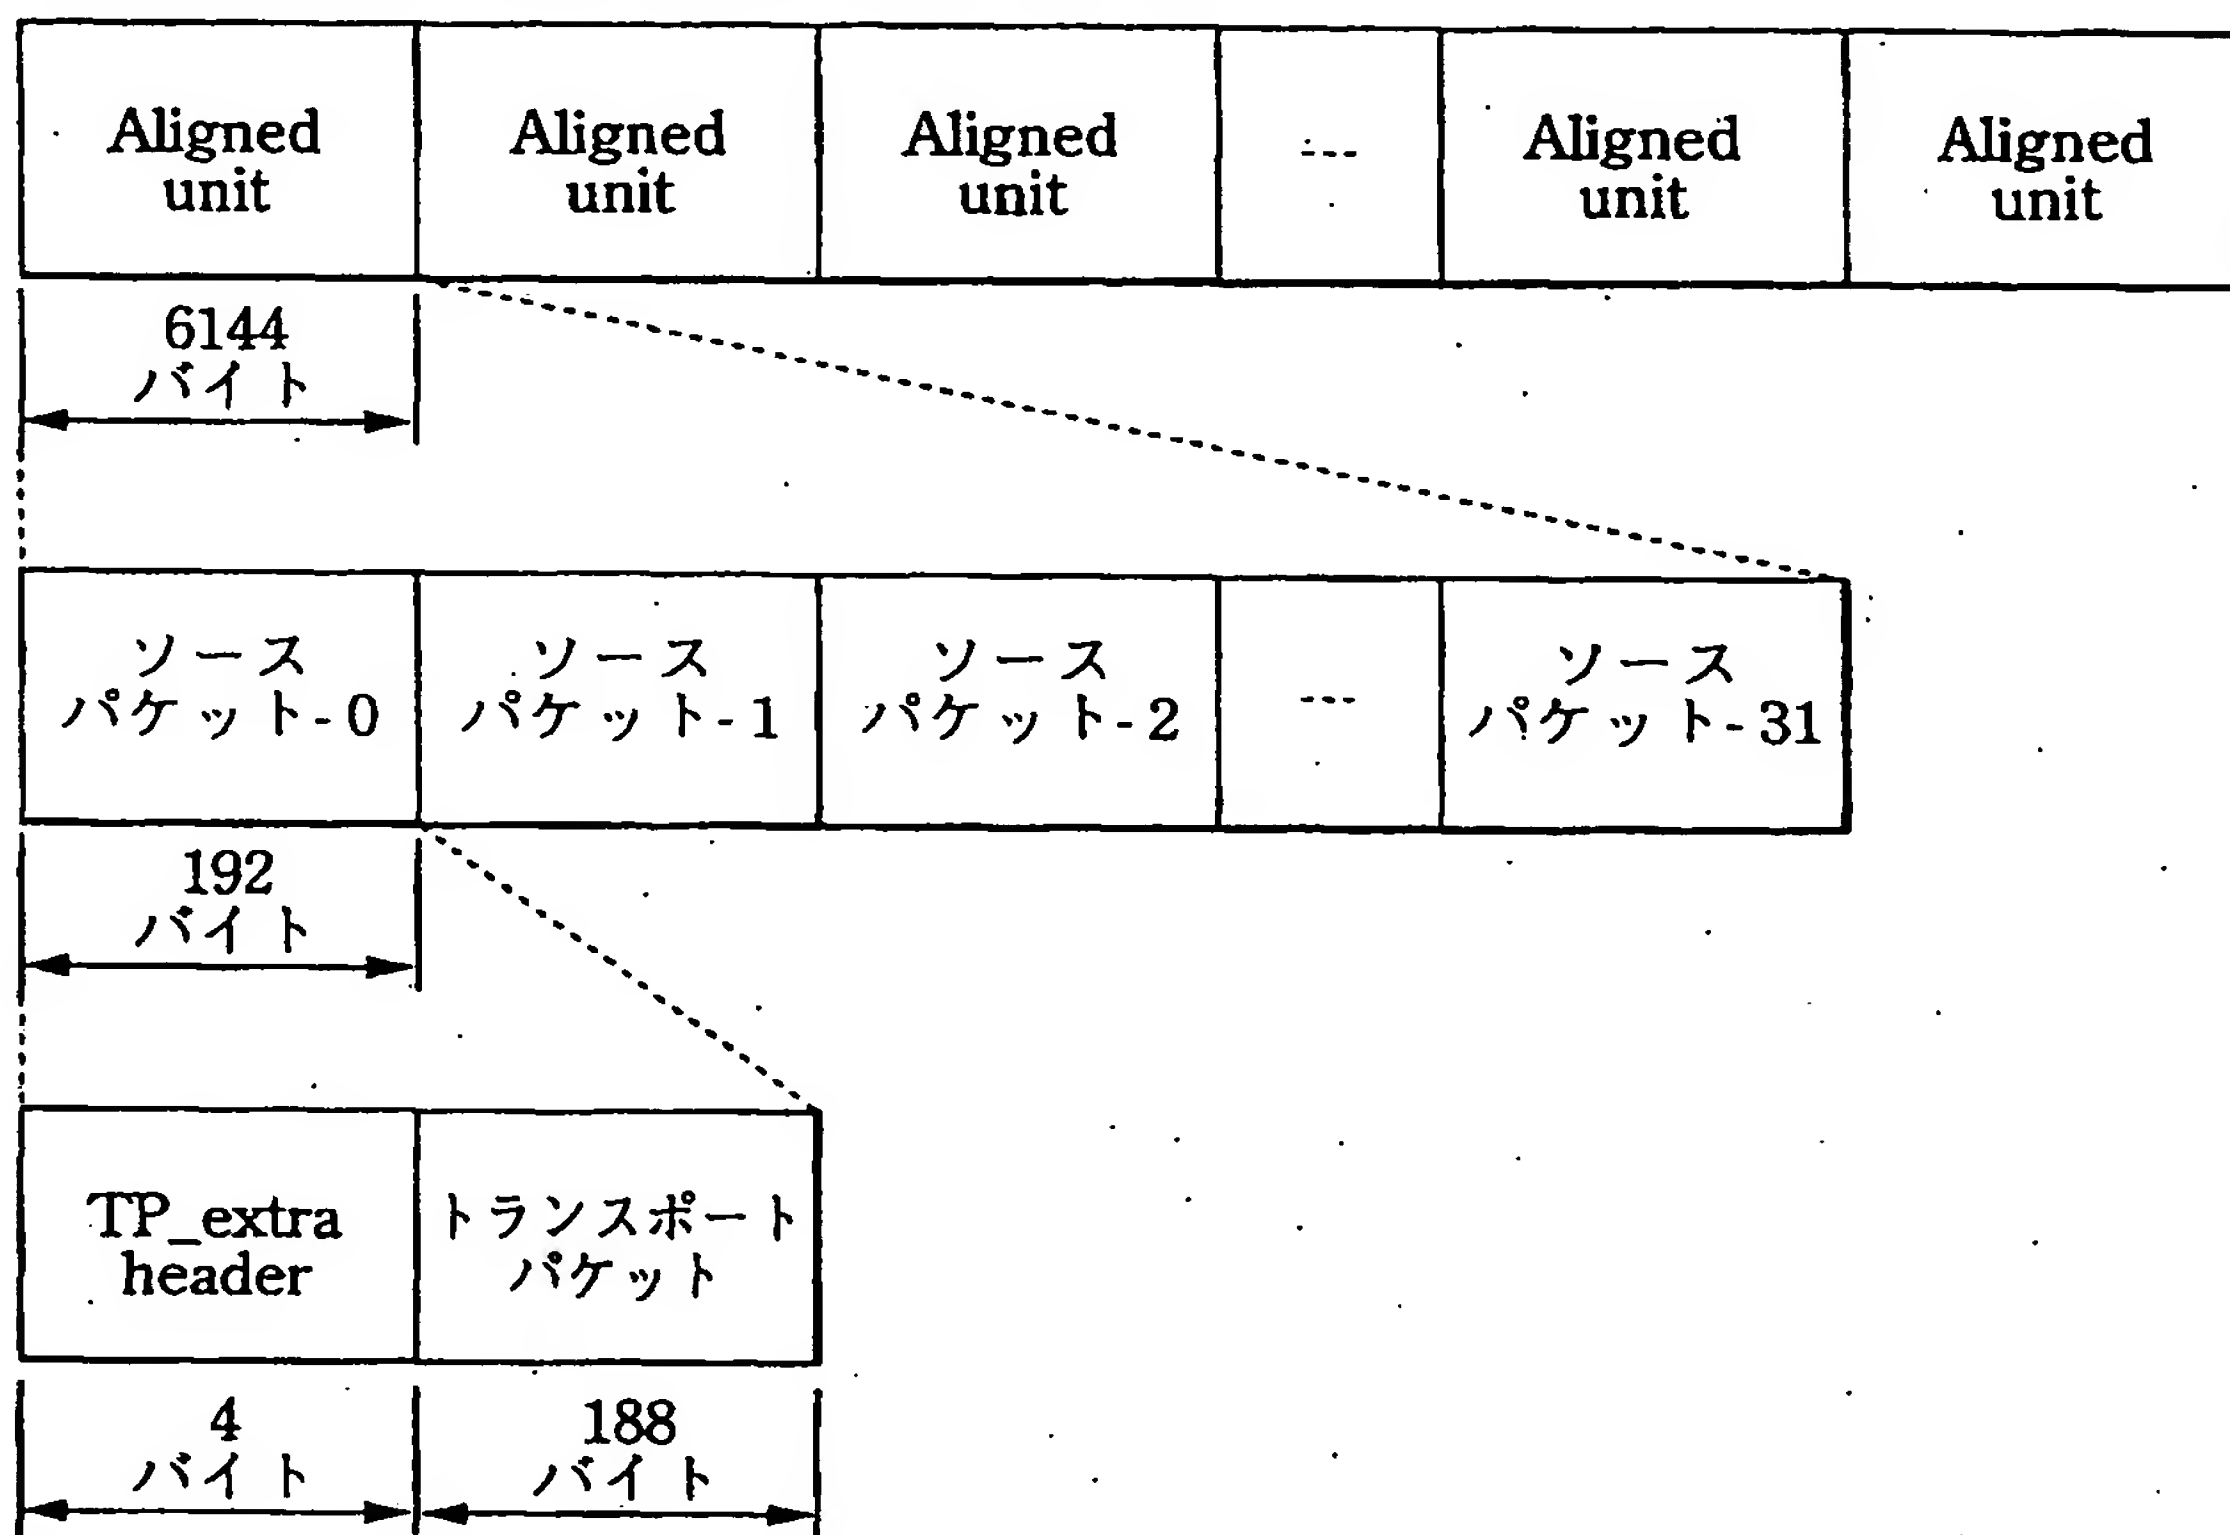 Aligned
unit
Aligned
unit
Aligned
unit
---
Aligned
unit
Aligned
unit
6144
バイト
ソース
パケット-0
ソース
パケット-1
ソース
パケット-2
---
ソース
パケット-31
192
バイト
TP_extra
header
トランスポート
パケット
4
バイト
188
バイト